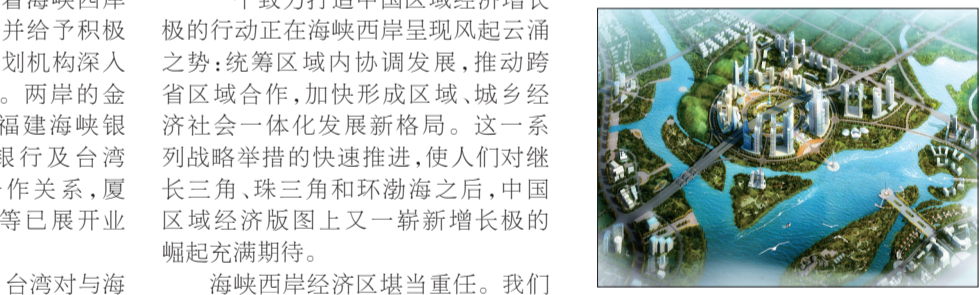 着海峡西岸
并给予积极
划机构深入
。两岸的金
福建海峡银
银行及台湾
作关系,厦
等已展开业
台湾对与海
个致力打造中国区域经济增长
极的行动正在海峡西岸呈现风起云涌
之势:统筹区域内协调发展,推动跨
省区域合作,加快形成区域、城乡经
济社会一体化发展新格局。这一系
列战略举措的快速推进,使人们对继
长三角、珠三角和环渤海之后,中国
区域经济版图上又一崭新增长极的
崛起充满期待。
海峡西岸经济区堪当重任。我们